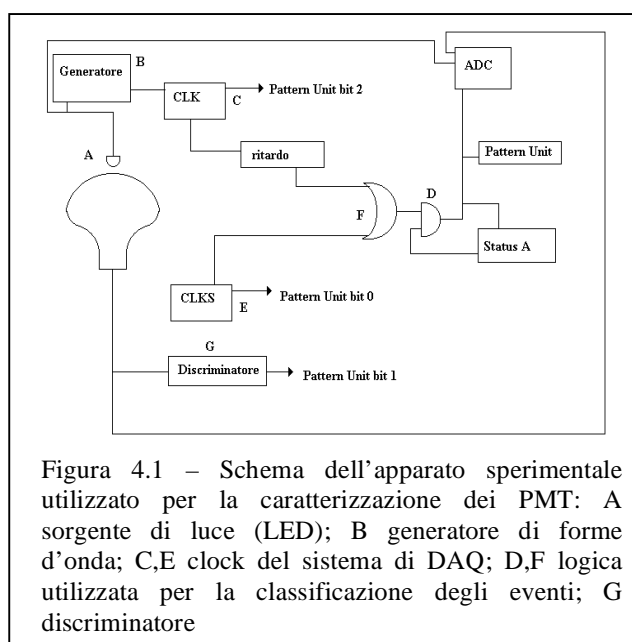 Generatore
B
ADC
CLK
C
Pattern Unit bit 2
A
ritardo
Pattern Unit
D
F
Status A
CLKS
E
Pattern Unit bit 0
G
Discriminatore
Pattern Unit bit 1
Figura 4.1 – Schema dell’apparato sperimentale
utilizzato per la caratterizzazione dei PMT: A
sorgente di luce (LED); B generatore di forme
d’onda; C,E clock del sistema di DAQ; D,F logica
utilizzata per la classificazione degli eventi; G
discriminatore